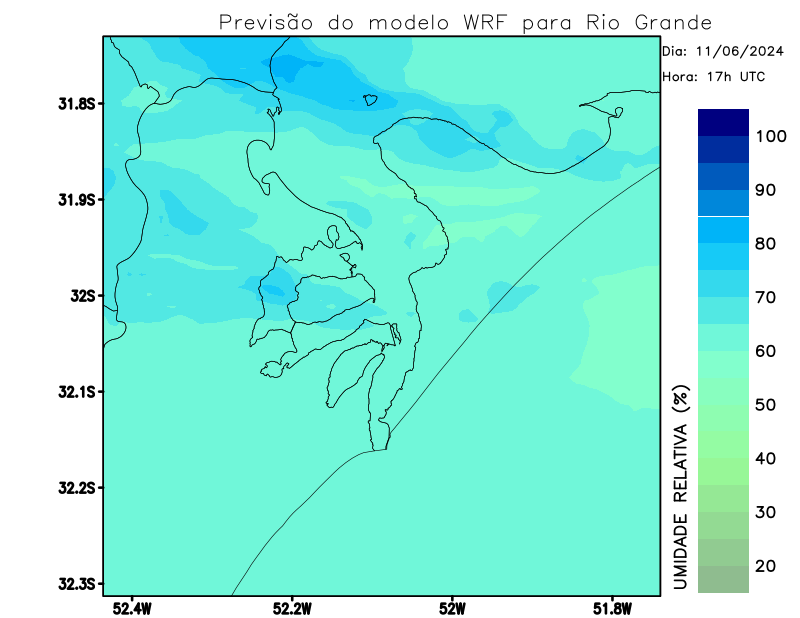 Previsão do modelo WRF para Rio Grande
Dia: 11/06/2024
Hora: 17h UTC
31.8S
31.9S
32S
32.1S
32.2S
32.3S
52.4W
52.2W
52W
51.8W
100
90
80
70
60
50
40
30
20
UMIDADE RELATIVA (%)